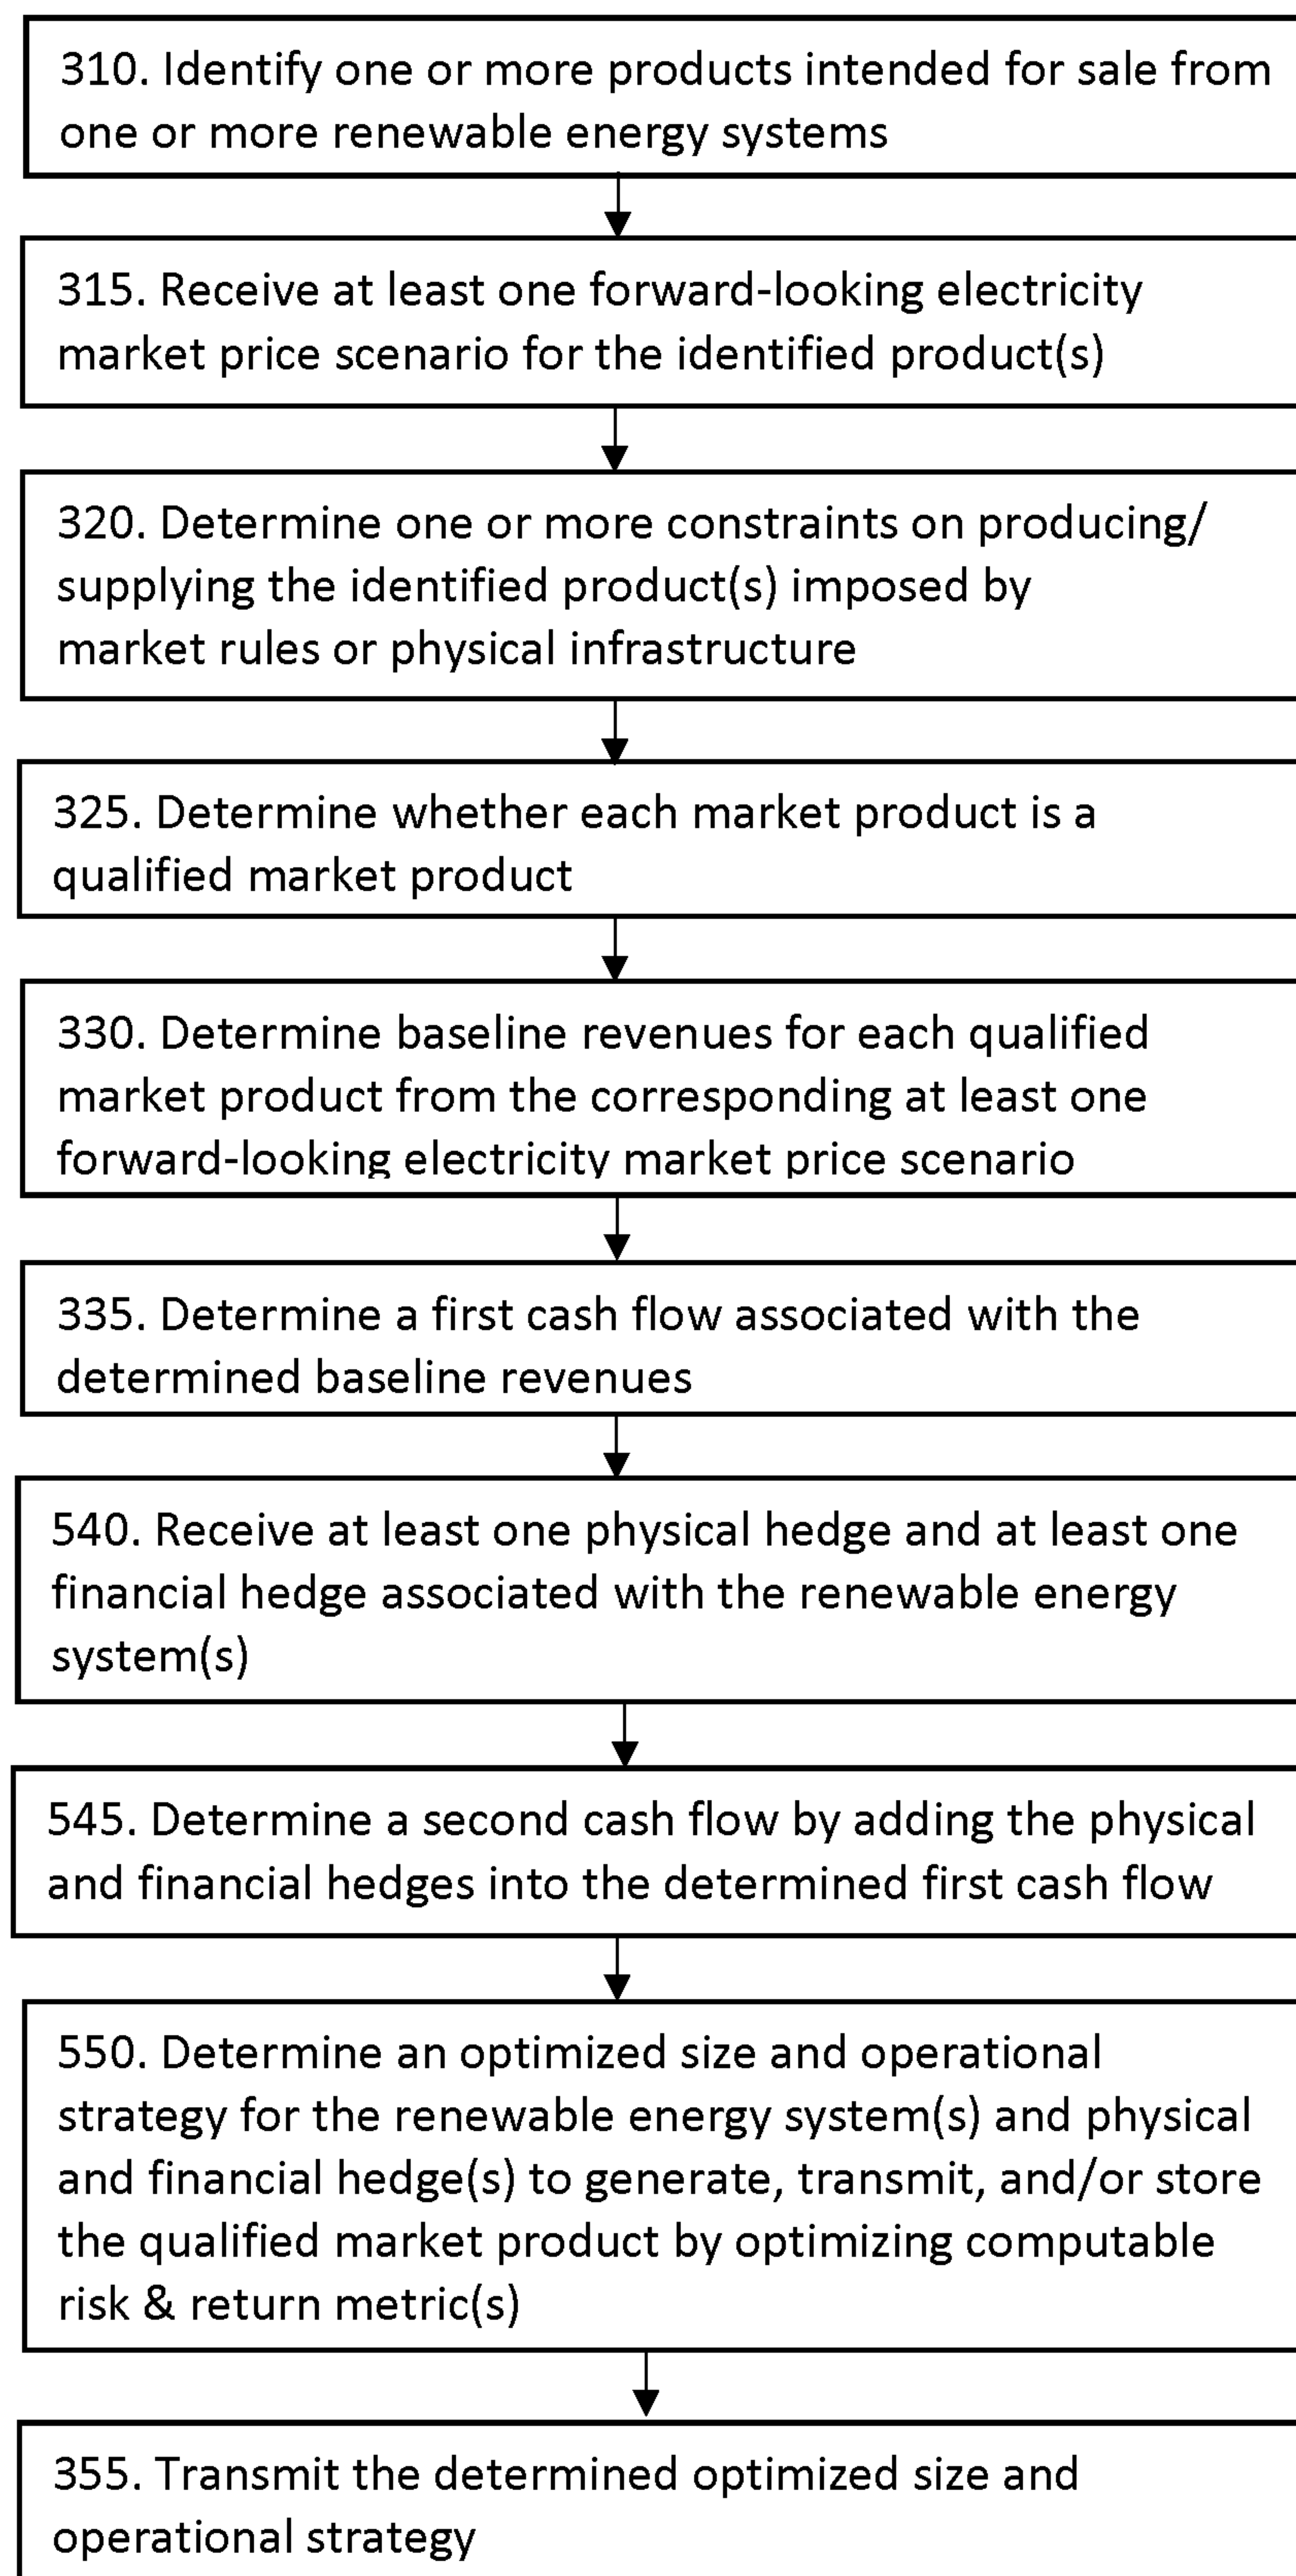 310. Identify one or more products intended for sale from
one or more renewable energy systems
315. Receive at least one forward-looking electricity
market price scenario for the identified product(s)
320. Determine one or more constraints on producing/
supplying the identified product(s) imposed by
market rules or physical infrastructure
325. Determine whether each market product is a
qualified market product
330. Determine baseline revenues for each qualified
market product from the corresponding at least one
forward-looking electricity market price scenario
335. Determine a first cash flow associated with the
determined baseline revenues
540. Receive at least one physical hedge and at least one
financial hedge associated with the renewable energy
system(s)
545. Determine a second cash flow by adding the physical
and financial hedges into the determined first cash flow
550. Determine an optimized size and operational
strategy for the renewable energy system(s) and physical
and financial hedge(s) to generate, transmit, and/or store
the qualified market product by optimizing computable
risk & return metric(s)
355. Transmit the determined optimized size and
operational strategy